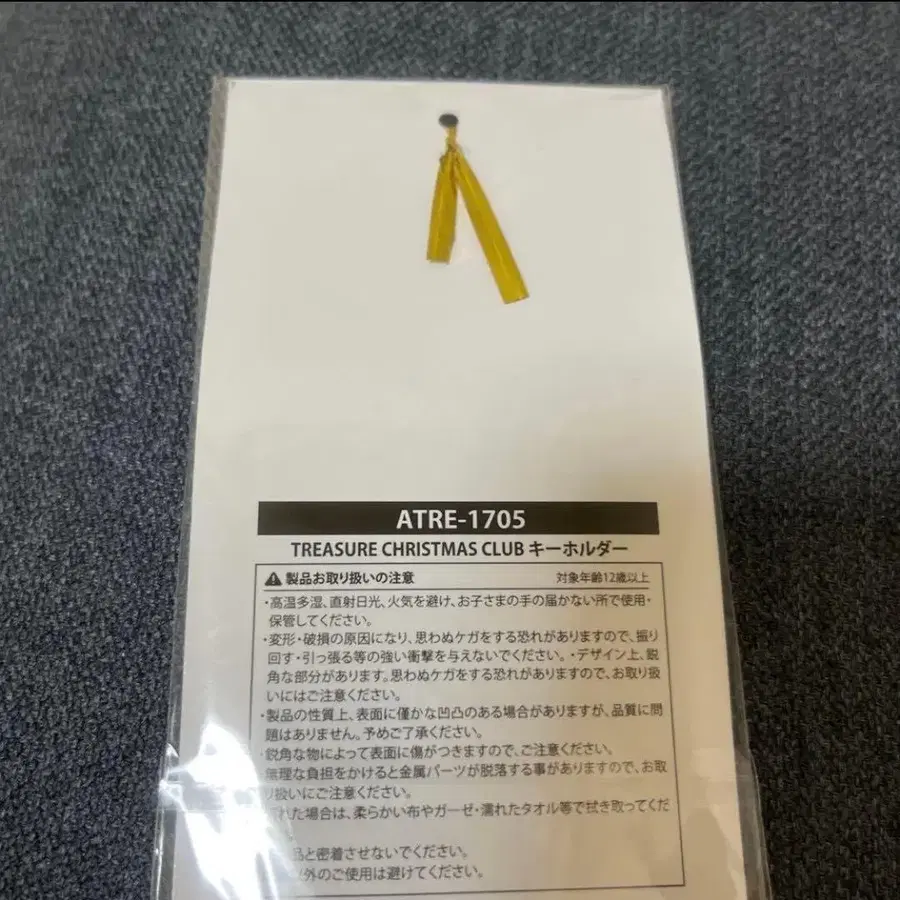 ATRE-1705
TREASURE CHRISTMAS CLUB キーホルダー
⚠ 製品お取り扱いの注意 対象年齢12歳以上
・高温多湿、直射日光、火気を避け、お子さまの手の届かない所で使用・
保管してください。
・変形・破損の原因になり、思わぬケガをする恐れがありますので、振り
回す・引っ張る等の強い衝撃を与えないでください。・デザイン上、鋭
角な部分があります。思わぬケガをする恐れがありますので、お取り扱
いにはご注意ください。
・製品の性質上、表面に僅かな凹凸のある場合がありますが、品質に問
題はありません。予めご了承ください。
・鋭角な物によって表面に傷がつきますので、ご注意ください。
無理な負担をかけると金属パーツが脱落する事がありますので、お取
り扱いにご注意ください。
れた場合は、柔らかい布やガーゼ・濡れたタオル等で拭き取ってくだ
品と密着させないでください。
外のご使用は避けてください。